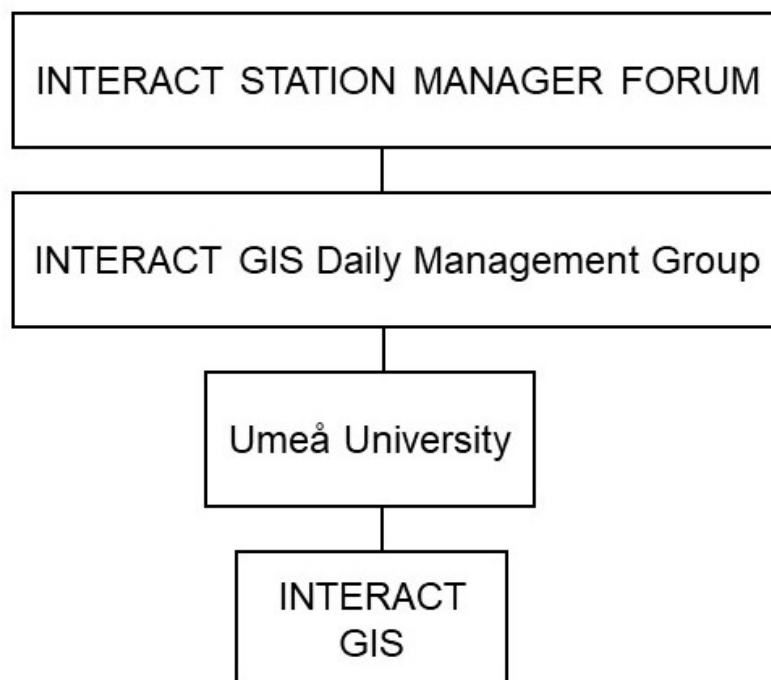 INTERACT STATION MANAGER FORUM
INTERACT GIS Daily Management Group
Umeå University
INTERACT
GIS